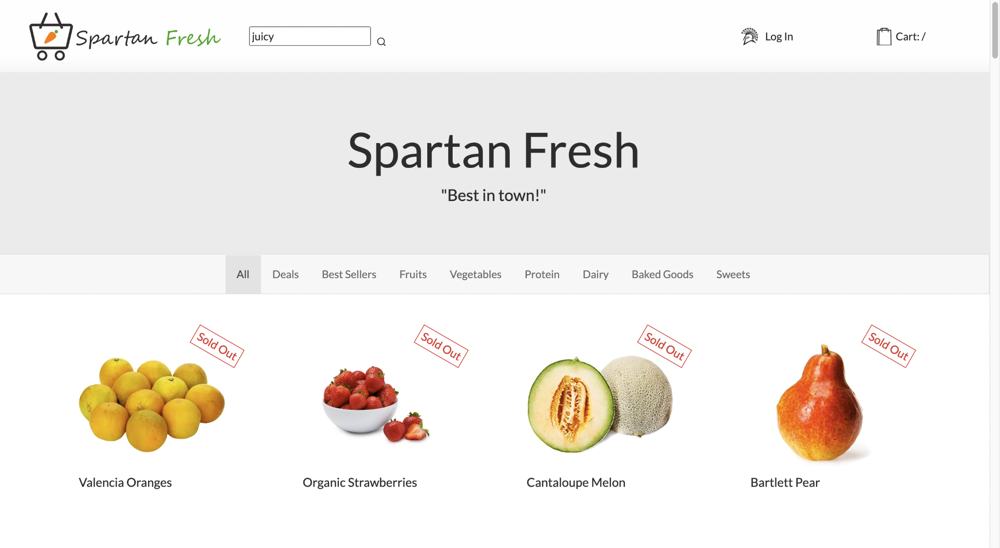 Spartan Fresh
juicy
Log In
Cart: /
Spartan Fresh
"Best in town!"
All
Deals
Best Sellers
Fruits
Vegetables
Protein
Dairy
Baked Goods
Sweets
Sold Out
Sold Out
Sold Out
Sold Out
Valencia Oranges
Organic Strawberries
Cantaloupe Melon
Bartlett Pear